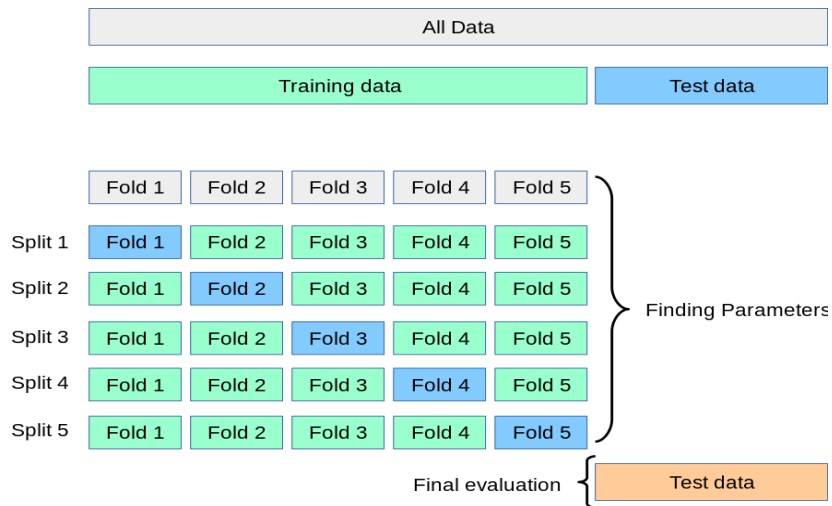 All Data
Training data Test data
Fold 1 Fold 2 Fold 3 Fold 4 Fold 5
Split 1 Fold 1 Fold 2 Fold 3 Fold 4 Fold 5
Split 2 Fold 1 Fold 2 Fold 3 Fold 4 Fold 5
Finding Parameters
Split 3 Fold 1 Fold 2 Fold 3 Fold 4 Fold 5
Split 4 Fold 1 Fold 2 Fold 3 Fold 4 Fold 5
Split 5 Fold 1 Fold 2 Fold 3 Fold 4 Fold 5
Final evaluation Test data